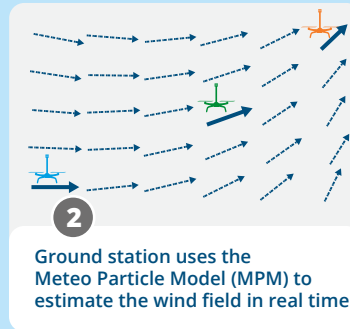 2
Ground station uses the
Meteo Particle Model (MPM) to
estimate the wind field in real time